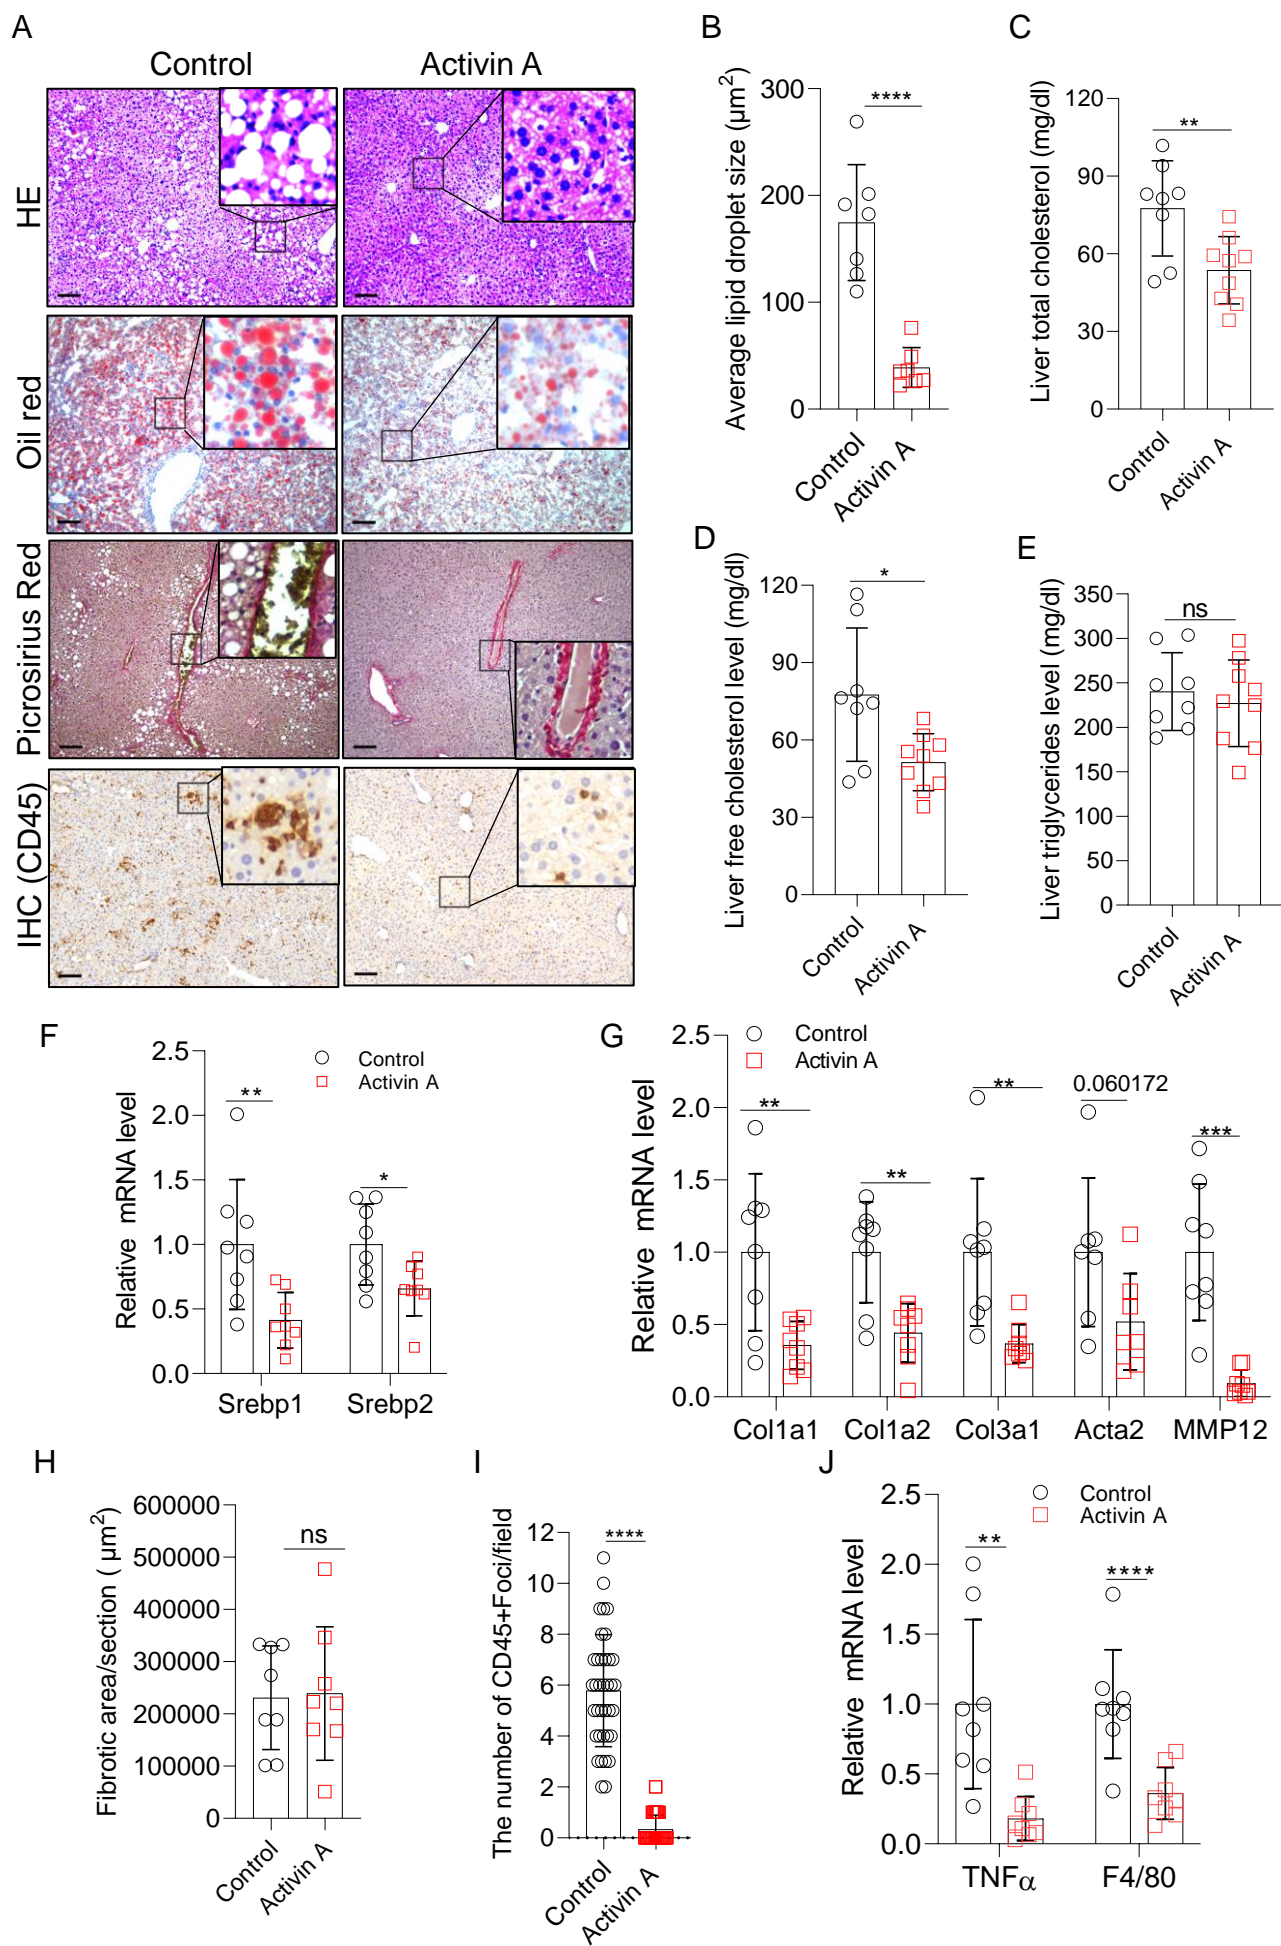 A
Control
Activin A
HE
Oil red
Picrosirius Red
IHC (CD45)
B
Average lipid droplet size (μm²)
300
200
100
0
****
Control
Activin A
C
Liver total cholesterol (mg/dl)
120
90
60
30
0
**
Control
Activin A
D
Liver free cholesterol level (mg/dl)
120
90
60
30
0
*
Control
Activin A
E
Liver triglycerides level (mg/dl)
350
300
250
200
150
100
50
0
ns
Control
Activin A
F
Relative mRNA level
2.5
2.0
1.5
1.0
0.5
0.0
Control
Activin A
**
*
Srebp1
Srebp2
G
Relative mRNA level
2.5
2.0
1.5
1.0
0.5
0.0
Control
Activin A
**
**
**
0.060172
***
Col1a1
Col1a2
Col3a1
Acta2
MMP12
H
Fibrotic area/section ( μm²)
600000
500000
400000
300000
200000
100000
0
ns
Control
Activin A
I
The number of CD45+Foci/field
12
10
8
6
4
2
0
****
Control
Activin A
J
Relative mRNA level
2.5
2.0
1.5
1.0
0.5
0.0
Control
Activin A
**
****
TNFα
F4/80